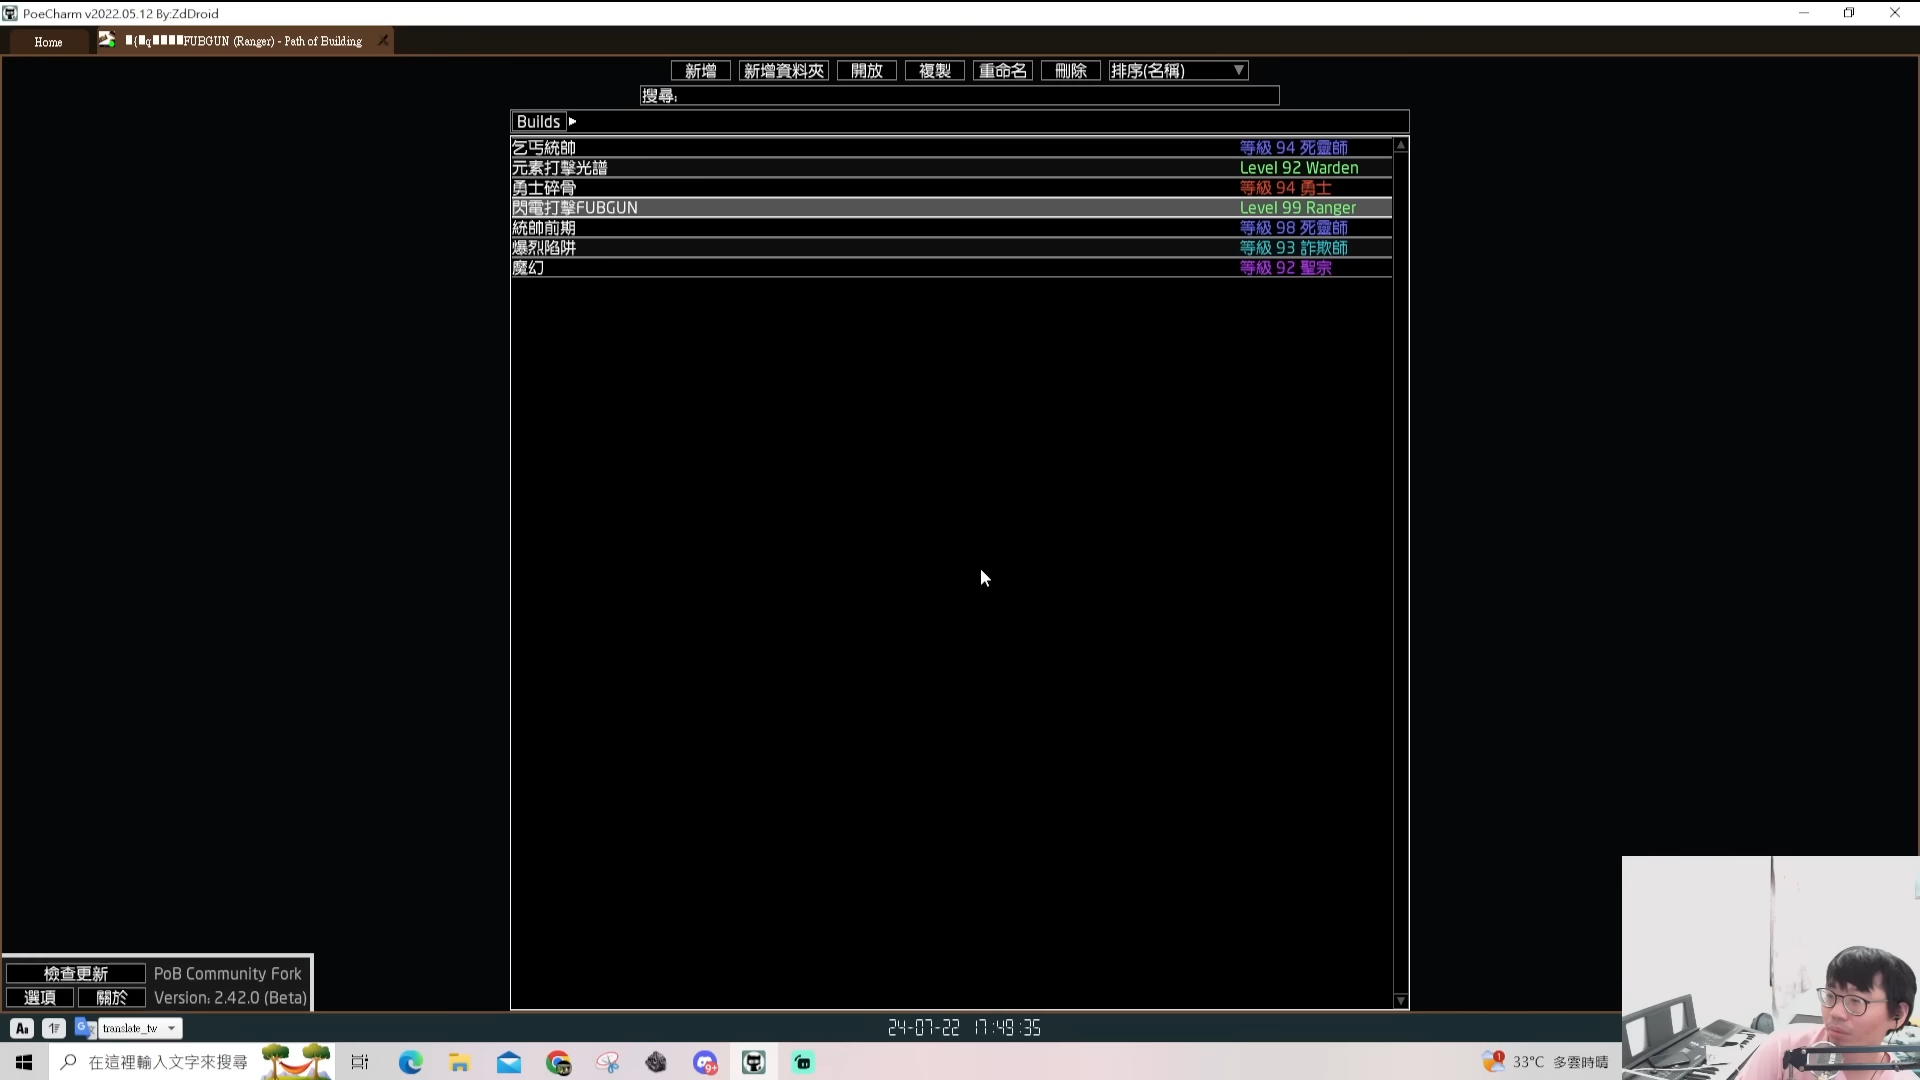 PoeCharm v2022.05.12 By:ZdDroid
Home
FUBGUN (Ranger) - Path of Building
新增 新增資料夾 開放 複製 重命名 刪除 排序(名稱)
搜尋:
Builds
乞丐統帥 等級 94 死靈師
元素打擊光譜 Level 92 Warden
勇士碎骨 等級 94 勇士
閃電打擊FUBGUN Level 99 Ranger
統帥前期 等級 98 死靈師
爆烈陷阱 等級 93 詐欺師
魔幻 等級 92 聖宗
檢查更新 PoB Community Fork
選項 關於 Version: 2.42.0 (Beta)
translate_tw
24-07-22 17:49:35
在這裡輸入文字來搜尋
9+
33°C 多雲時晴